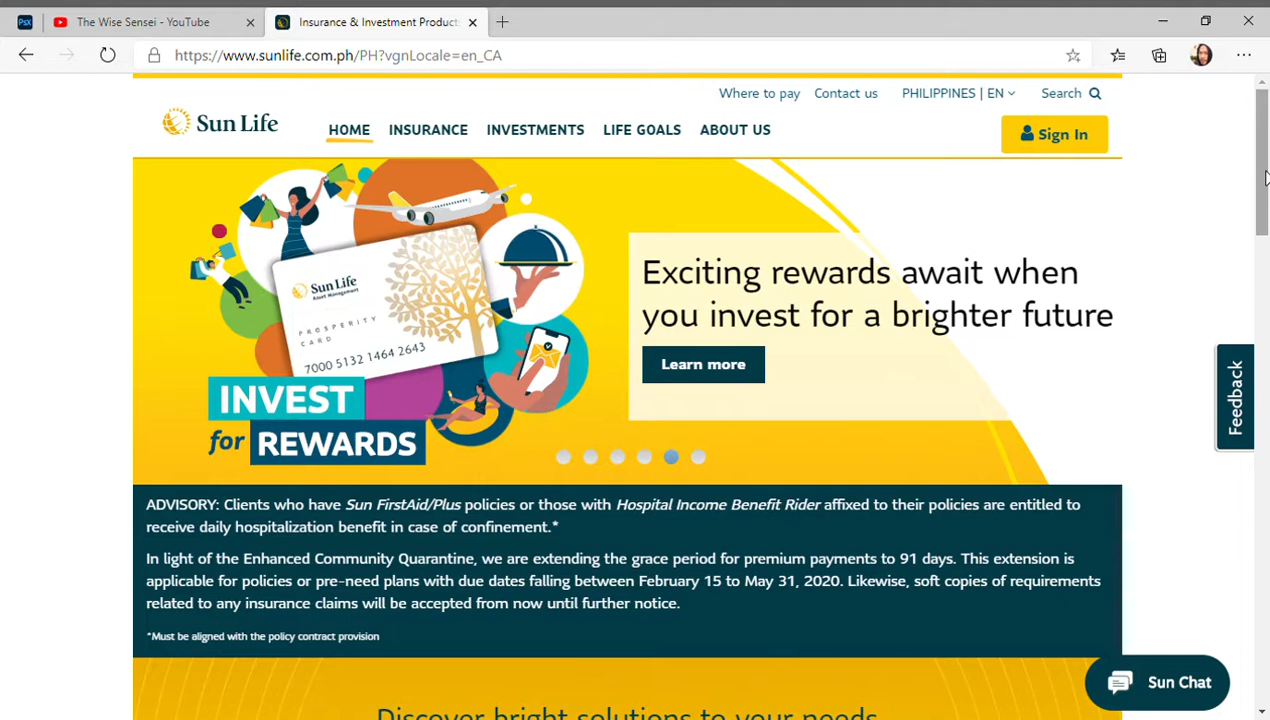 The Wise Sensei - YouTube
Insurance & Investment Products
https://www.sunlife.com.ph/PH?vgnLocale=en_CA
Where to pay Contact us PHILIPPINES | EN Search
Sun Life
HOME INSURANCE INVESTMENTS LIFE GOALS ABOUT US
Sign In
Sun Life
Asset Management
PROSPERITY
CARD
7000 5132 1464 2643
INVEST
for REWARDS
Exciting rewards await when
you invest for a brighter future
Learn more
Feedback
ADVISORY: Clients who have Sun FirstAid/Plus policies or those with Hospital Income Benefit Rider affixed to their policies are entitled to
receive daily hospitalization benefit in case of confinement.*
In light of the Enhanced Community Quarantine, we are extending the grace period for premium payments to 91 days. This extension is
applicable for policies or pre-need plans with due dates falling between February 15 to May 31, 2020. Likewise, soft copies of requirements
related to any insurance claims will be accepted from now until further notice.
*Must be aligned with the policy contract provision
Sun Chat
Discover bright solutions to your needs